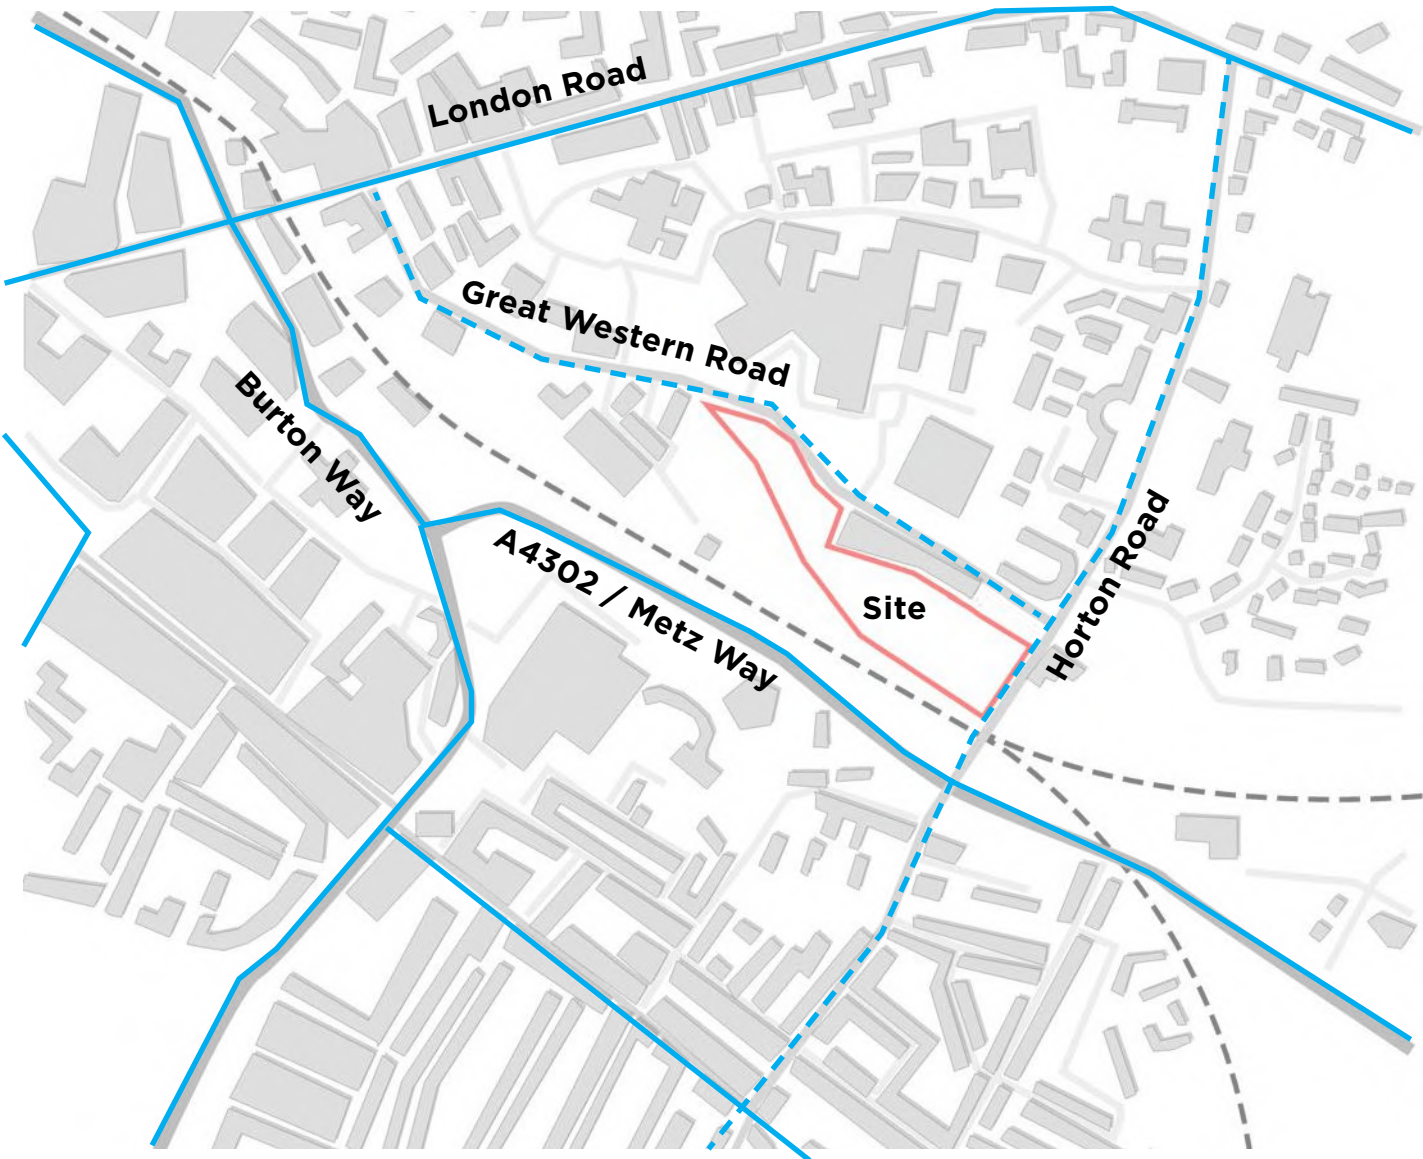 London Road
Great Western Road
Burton Way
A4302 / Metz Way
Site
Horton Road